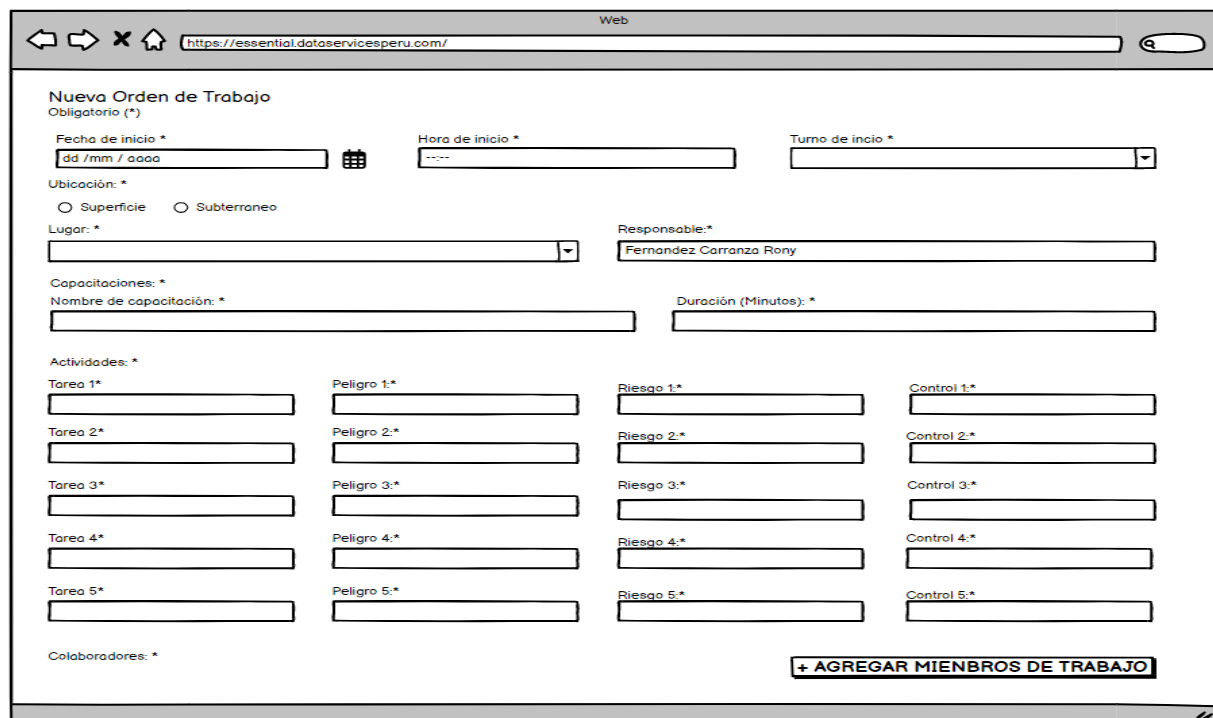 Web
https://essential.dataservicesperu.com/
Nueva Orden de Trabajo
Obligatorio (*)
Fecha de inicio * Hora de inicio * Turno de incio *
dd /mm / aaaa --:--
Ubicación: *
Superficie Subterraneo
Lugar: * Responsable:*
Fernandez Carranza Rony
Capacitaciones: *
Nombre de capacitación: * Duración (Minutos): *
Actividades: *
Tarea 1* Peligro 1:* Riesgo 1:* Control 1:*
Tarea 2* Peligro 2:* Riesgo 2:* Control 2:*
Tarea 3* Peligro 3:* Riesgo 3:* Control 3:*
Tarea 4* Peligro 4:* Riesgo 4:* Control 4:*
Tarea 5* Peligro 5:* Riesgo 5:* Control 5:*
Colaboradores: *
+ AGREGAR MIENBROS DE TRABAJO